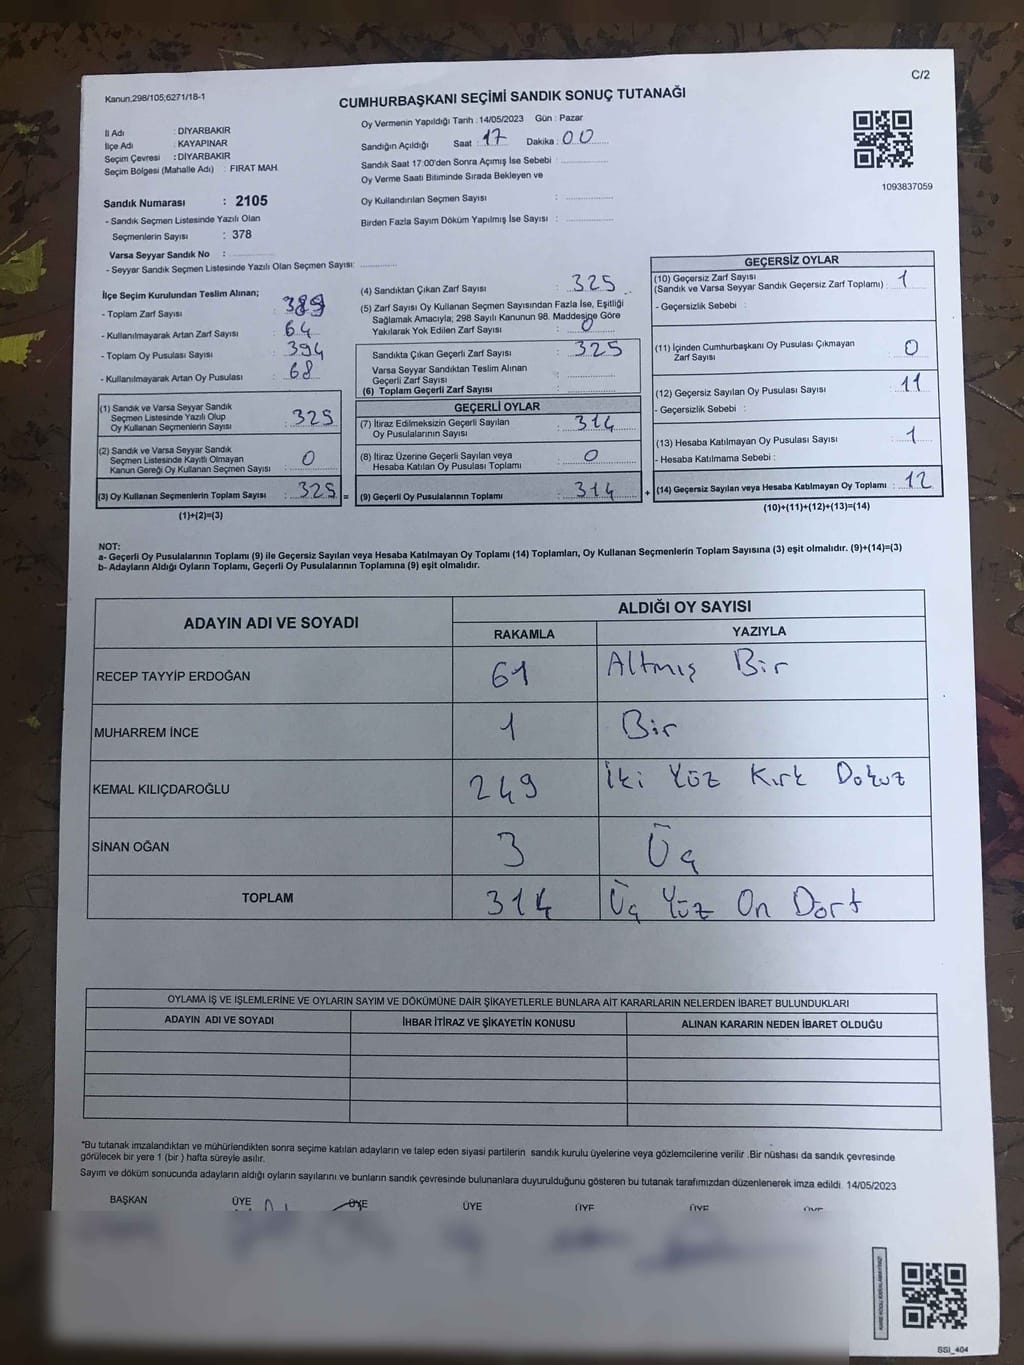 C/2
Kanun,298/105;6271/18-1
CUMHURBAŞKANI SEÇİMİ SANDIK SONUÇ TUTANAĞI
İl Adı : DİYARBAKIR
İlçe Adı : KAYAPINAR
Seçim Çevresi : DİYARBAKIR
Seçim Bölgesi (Mahalle Adı) : FIRAT MAH.
Sandık Numarası : 2105
- Sandık Seçmen Listesinde Yazılı Olan
Seçmenlerin Sayısı : 378
Varsa Seyyar Sandık No :
- Seyyar Sandık Seçmen Listesinde Yazılı Olan Seçmen Sayısı:
Oy Vermenin Yapıldığı Tarih : 14/05/2023 Gün : Pazar
Sandığın Açıldığı Saat : 17 Dakika : 00
Sandık Saat 17:00'den Sonra Açımış İse Sebebi :
Oy Verme Saati Bitiminde Sırada Bekleyen ve
Oy Kullandırılan Seçmen Sayısı :
Birden Fazla Sayım Döküm Yapılmış İse Sayısı :
1093837059
İlçe Seçim Kurulundan Teslim Alınan;
- Toplam Zarf Sayısı : 389
- Kullanılmayarak Artan Zarf Sayısı : 64
- Toplam Oy Pusulası Sayısı : 394
- Kullanılmayarak Artan Oy Pusulası : 68
(1) Sandık ve Varsa Seyyar Sandık
Seçmen Listesinde Yazılı Olup
Oy Kullanan Seçmenlerin Sayısı : 325
(2) Sandık ve Varsa Seyyar Sandık
Seçmen Listesinde Kayıtlı Olmayan
Kanun Gereği Oy Kullanan Seçmen Sayısı : 0
(3) Oy Kullanan Seçmenlerin Toplam Sayısı : 325 =
(1)+(2)=(3)
(4) Sandıktan Çıkan Zarf Sayısı : 325
(5) Zarf Sayısı Oy Kullanan Seçmen Sayısından Fazla İse, Eşitliği
Sağlamak Amacıyla; 298 Sayılı Kanunun 98. Maddesine Göre
Yakılarak Yok Edilen Zarf Sayısı : 0
Sandıkta Çıkan Geçerli Zarf Sayısı : 325
Varsa Seyyar Sandıktan Teslim Alınan
Geçerli Zarf Sayısı :
(6) Toplam Geçerli Zarf Sayısı :
GEÇERLİ OYLAR
(7) İtiraz Edilmeksizin Geçerli Sayılan
Oy Pusulalarının Sayısı : 314
(8) İtiraz Üzerine Geçerli Sayılan veya
Hesaba Katılan Oy Pusulası Toplamı : 0
(9) Geçerli Oy Pusulalarının Toplamı : 314 +
GEÇERSİZ OYLAR
(10) Geçersiz Zarf Sayısı
(Sandık ve Varsa Seyyar Sandık Geçersiz Zarf Toplamı) : 1
- Geçersizlik Sebebi :
(11) İçinden Cumhurbaşkanı Oy Pusulası Çıkmayan
Zarf Sayısı : 0
(12) Geçersiz Sayılan Oy Pusulası Sayısı : 11
- Geçersizlik Sebebi :
(13) Hesaba Katılmayan Oy Pusulası Sayısı : 1
- Hesaba Katılmama Sebebi :
(14) Geçersiz Sayılan veya Hesaba Katılmayan Oy Toplamı : 12
(10)+(11)+(12)+(13)=(14)
NOT:
a- Geçerli Oy Pusulalarının Toplamı (9) ile Geçersiz Sayılan veya Hesaba Katılmayan Oy Toplamı (14) Toplamları, Oy Kullanan Seçmenlerin Toplam Sayısına (3) eşit olmalıdır. (9)+(14)=(3)
b- Adayların Aldığı Oyların Toplamı, Geçerli Oy Pusulalarının Toplamına (9) eşit olmalıdır.
ADAYIN ADI VE SOYADI ALDIĞI OY SAYISI
RAKAMLA YAZIYLA
RECEP TAYYİP ERDOĞAN 61 Altmış Bir
MUHARREM İNCE 1 Bir
KEMAL KILIÇDAROĞLU 249 İki Yüz Kırk Dokuz
SİNAN OĞAN 3 Üç
TOPLAM 314 Üç Yüz On Dört
OYLAMA İŞ VE İŞLEMLERİNE VE OYLARIN SAYIM VE DÖKÜMÜNE DAİR ŞİKAYETLERLE BUNLARA AİT KARARLARIN NELERDEN İBARET BULUNDUKLARI
ADAYIN ADI VE SOYADI İHBAR İTİRAZ VE ŞİKAYETİN KONUSU ALINAN KARARIN NEDEN İBARET OLDUĞU
*Bu tutanak imzalandıktan ve mühürlendikten sonra seçime katılan adayların ve talep eden siyasi partilerin sandık kurulu üyelerine veya gözlemcilerine verilir .Bir nüshası da sandık çevresinde
görülecek bir yere 1 (bir ) hafta süreyle asılır.
Sayım ve döküm sonucunda adayların aldığı oyların sayılarını ve bunların sandık çevresinde bulunanlara duyurulduğunu gösteren bu tutanak tarafımızdan düzenlenerek imza edildi. 14/05/2023
BAŞKAN ÜYE ÜYE ÜYE ÜYE ÜYE ÜYE
SSI_404